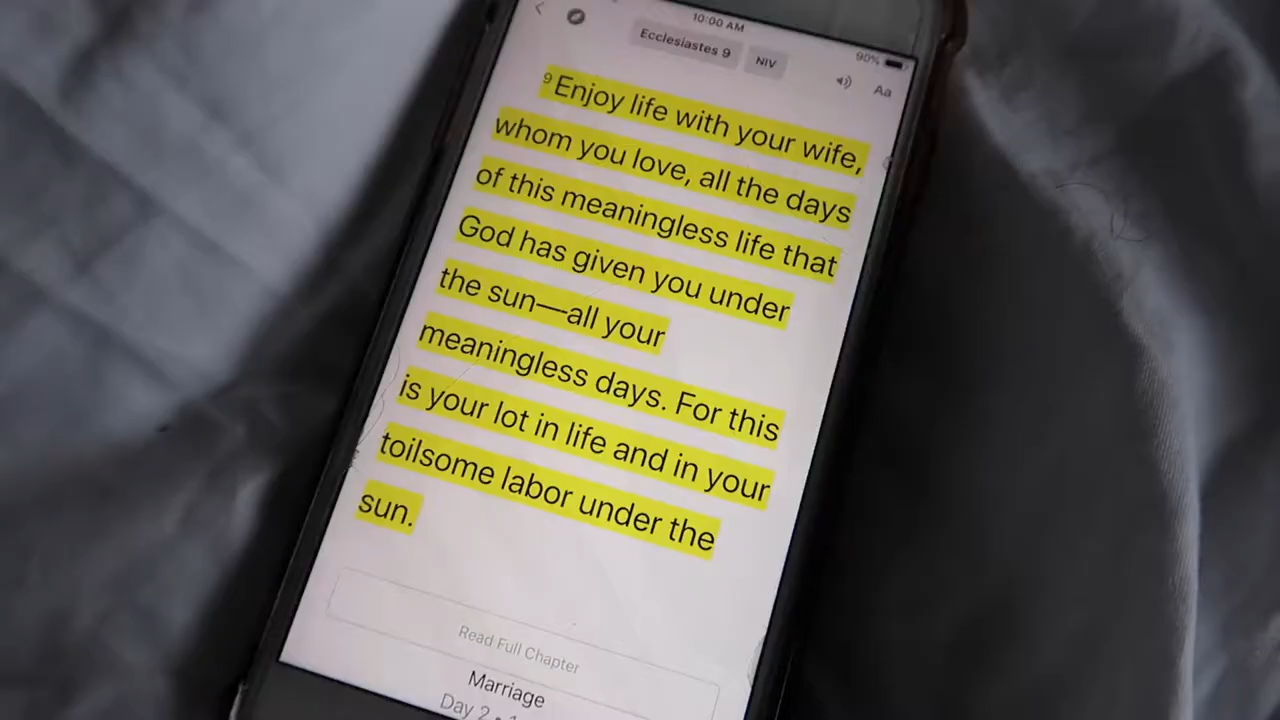 10:00 AM
90%
Ecclesiastes 9 NIV
Aa
9 Enjoy life with your wife,
whom you love, all the days
of this meaningless life that
God has given you under
the sun—all your
meaningless days. For this
is your lot in life and in your
toilsome labor under the
sun.
Read Full Chapter
Marriage
Day 2 •